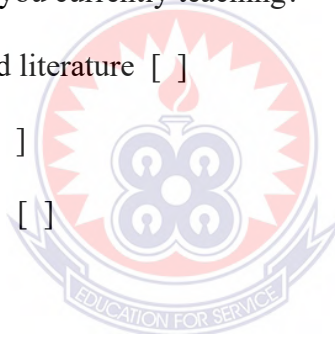 you currently teaching?
d literature [ ]
]
[ ]
EDUCATION FOR SERVICE